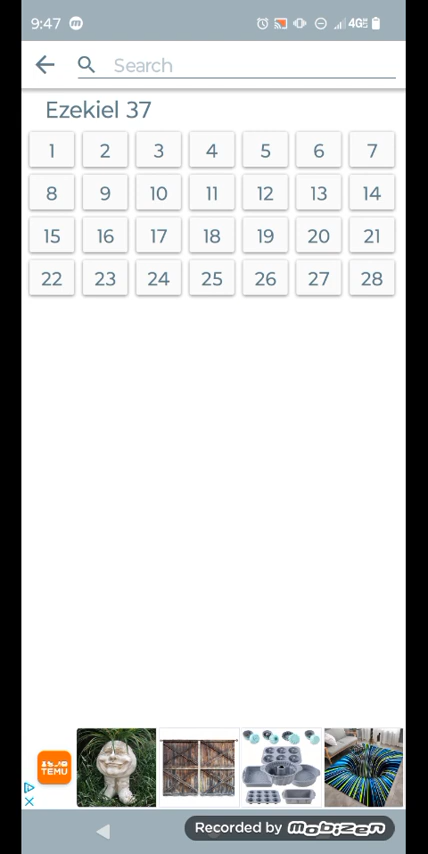 9:47 m 4GE
Search
Ezekiel 37
1 2 3 4 5 6 7
8 9 10 11 12 13 14
15 16 17 18 19 20 21
22 23 24 25 26 27 28
TEMU
Recorded by mobizen